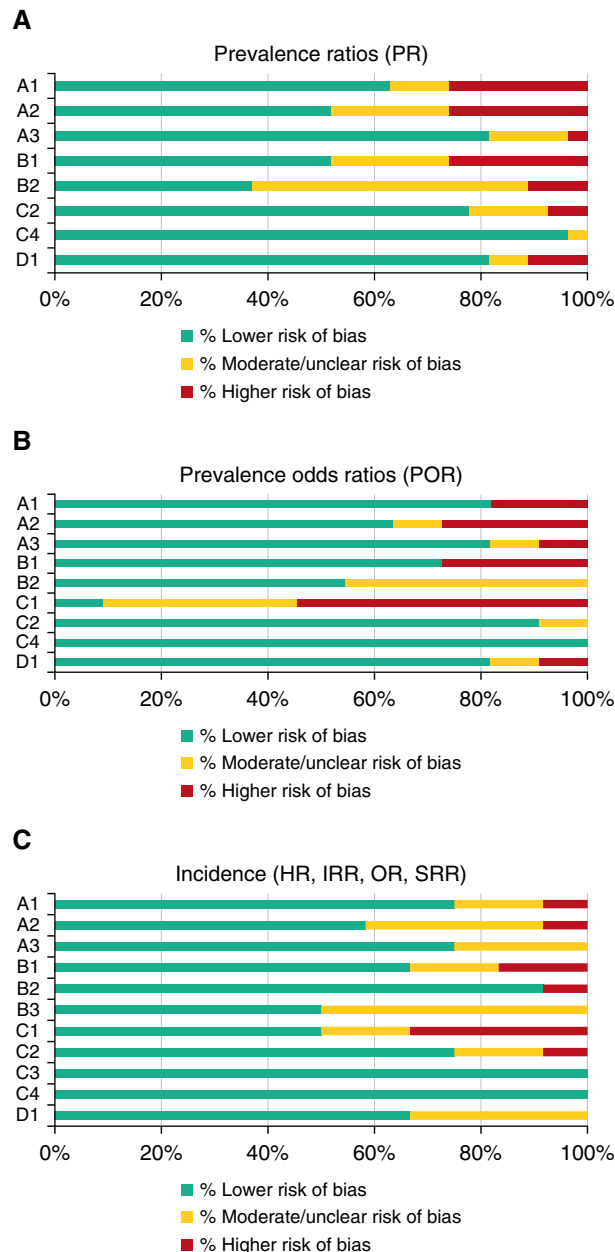 A
Prevalence ratios (PR)
A1
A2
A3
B1
B2
C2
C4
D1
0% 20% 40% 60% 80% 100%
% Lower risk of bias
% Moderate/unclear risk of bias
% Higher risk of bias
B
Prevalence odds ratios (POR)
A1
A2
A3
B1
B2
C1
C2
C4
D1
0% 20% 40% 60% 80% 100%
% Lower risk of bias
% Moderate/unclear risk of bias
% Higher risk of bias
C
Incidence (HR, IRR, OR, SRR)
A1
A2
A3
B1
B2
B3
C1
C2
C3
C4
D1
0% 20% 40% 60% 80% 100%
% Lower risk of bias
% Moderate/unclear risk of bias
% Higher risk of bias